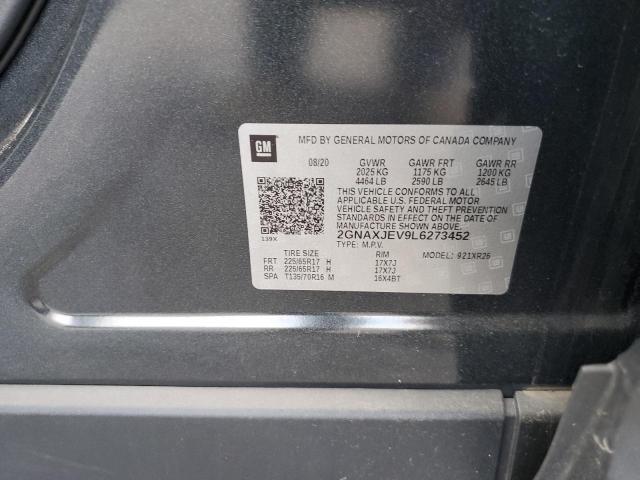 GM
MFD BY GENERAL MOTORS OF CANADA COMPANY
08/20 GVWR GAWR FRT GAWR RR
2025 KG 1175 KG 1200 KG
4464 LB 2590 LB 2645 LB
THIS VEHICLE CONFORMS TO ALL
APPLICABLE U.S. FEDERAL MOTOR
VEHICLE SAFETY AND THEFT PREVENTION
STANDARDS IN EFFECT ON THE DATE OF
MANUFACTURE SHOWN ABOVE.
2GNAXJEV9L6273452
139X TYPE: M.P.V.
TIRE SIZE RIM MODEL: 921XR26
FRT 225/65R17 H 17X7J
RR 225/65R17 H 17X7J
SPA T135/70R16 M 16X4BT